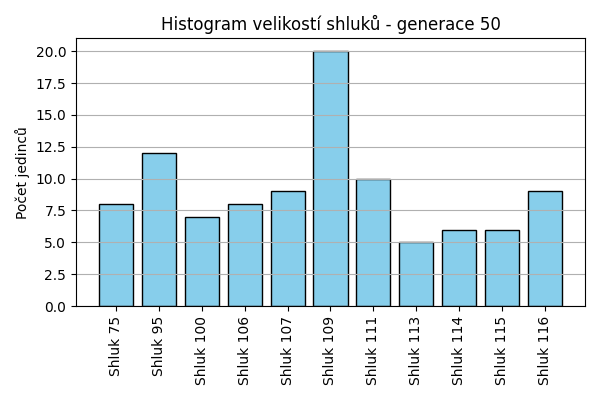 Histogram velikostí shluků - generace 50
Počet jedinců
20.0
17.5
15.0
12.5
10.0
7.5
5.0
2.5
0.0
Shluk 75
Shluk 95
Shluk 100
Shluk 106
Shluk 107
Shluk 109
Shluk 111
Shluk 113
Shluk 114
Shluk 115
Shluk 116